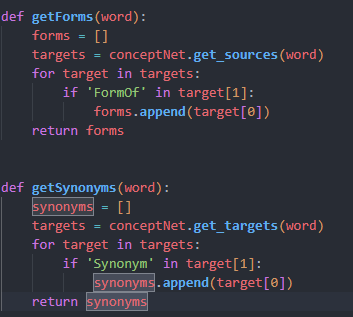 def getForms(word):
    forms = []
    targets = conceptNet.get_sources(word)
    for target in targets:
        if 'FormOf' in target[1]:
            forms.append(target[0])
    return forms
def getSynonyms(word):
    synonyms = []
    targets = conceptNet.get_targets(word)
    for target in targets:
        if 'Synonym' in target[1]:
            synonyms.append(target[0])
    return synonyms